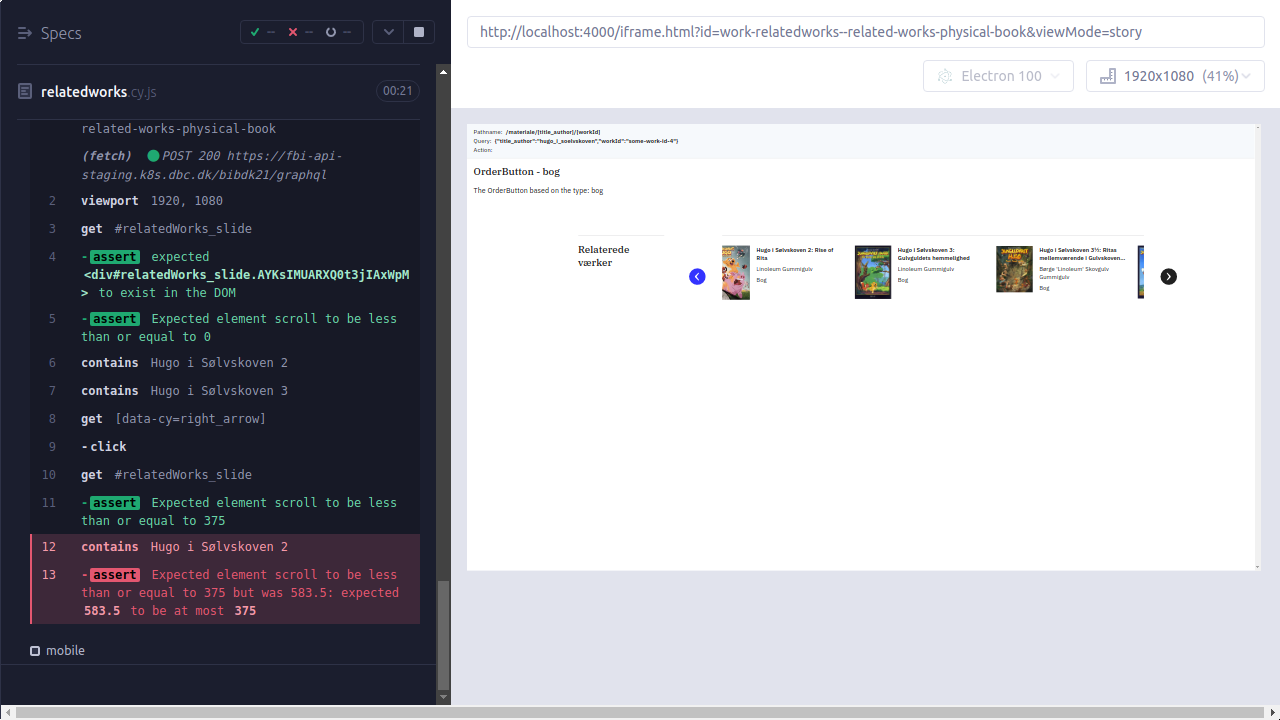 Specs
-- -- --
relatedworks.cy.js 00:21
related-works-physical-book
(fetch) POST 200 https://fbi-api-
staging.k8s.dbc.dk/bibdk21/graphql
2 viewport 1920, 1080
3 get #relatedWorks_slide
4 -assert expected
<div#relatedWorks_slide.AYKsIMUARXQ0t3jIAxWpM
> to exist in the DOM
5 -assert Expected element scroll to be less
than or equal to 0
6 contains Hugo i Sølvskoven 2
7 contains Hugo i Sølvskoven 3
8 get [data-cy=right_arrow]
9 -click
10 get #relatedWorks_slide
11 -assert Expected element scroll to be less
than or equal to 375
12 contains Hugo i Sølvskoven 2
13 -assert Expected element scroll to be less
than or equal to 375 but was 583.5: expected
583.5 to be at most 375
mobile
http://localhost:4000/iframe.html?id=work-relatedworks--related-works-physical-book&viewMode=story
Electron 100
1920x1080 (41%)
Pathname: /materiale/[title_author]/[workId]
Query: {"title_author":"hugo_i_soelvskoven","workId":"some-work-id-4"}
Action:
OrderButton - bog
The OrderButton based on the type: bog
Relaterede
værker
Hugo i Sølvskoven 2: Rise of
Rita
Linoleum Gummigulv
Bog
Hugo i Sølvskoven 3:
Gulvguldets hemmelighed
Linoleum Gummigulv
Bog
Hugo i Sølvskoven 3½: Ritas
mellemværende i Gulvskoven...
Børge 'Linoleum' Skovgulv
Gummigulv
Bog